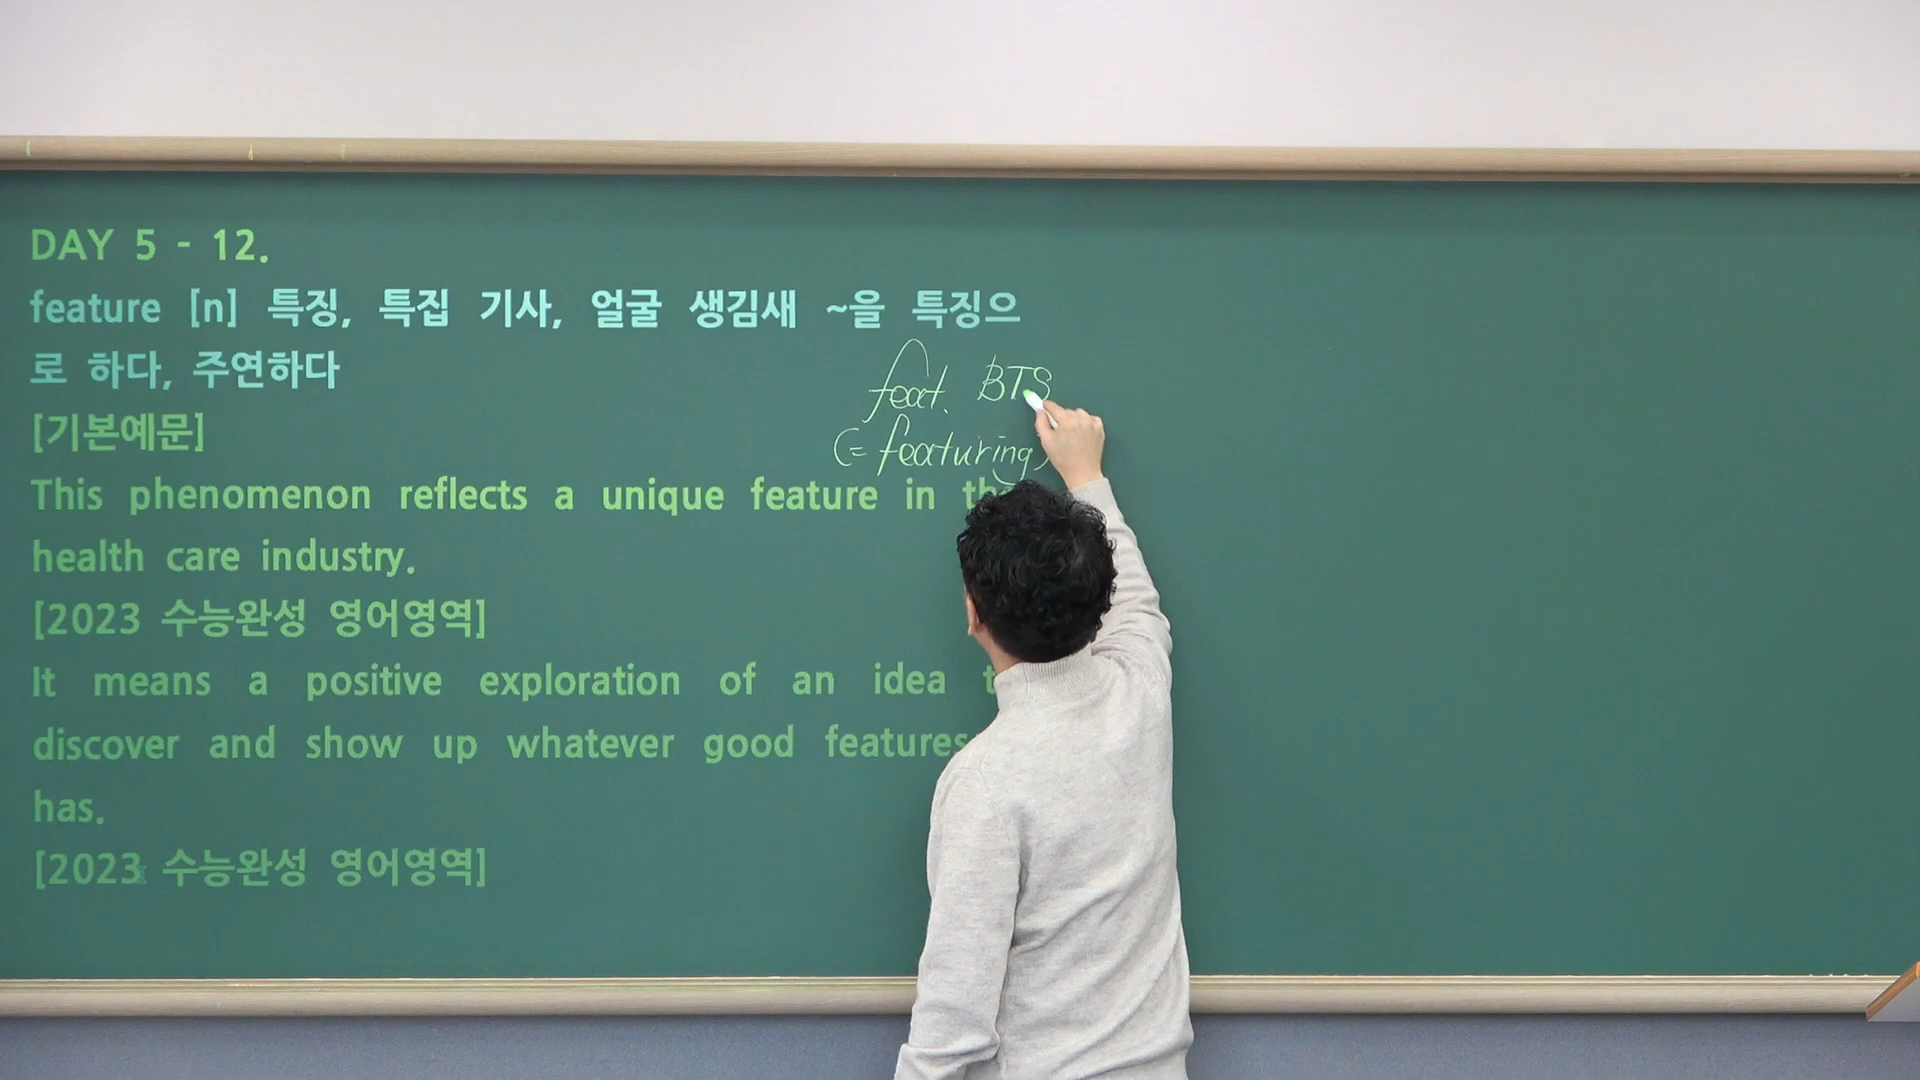 DAY 5 - 12.
feature [n] 특징, 특집 기사, 얼굴 생김새 ~을 특징으
로 하다, 주연하다
feat. BTS
[기본예문]
(= featuring)
This phenomenon reflects a unique feature in
health care industry.
[2023 수능완성 영어영역]
It means a positive exploration of an idea
discover and show up whatever good features
has.
[2023 수능완성 영어영역]